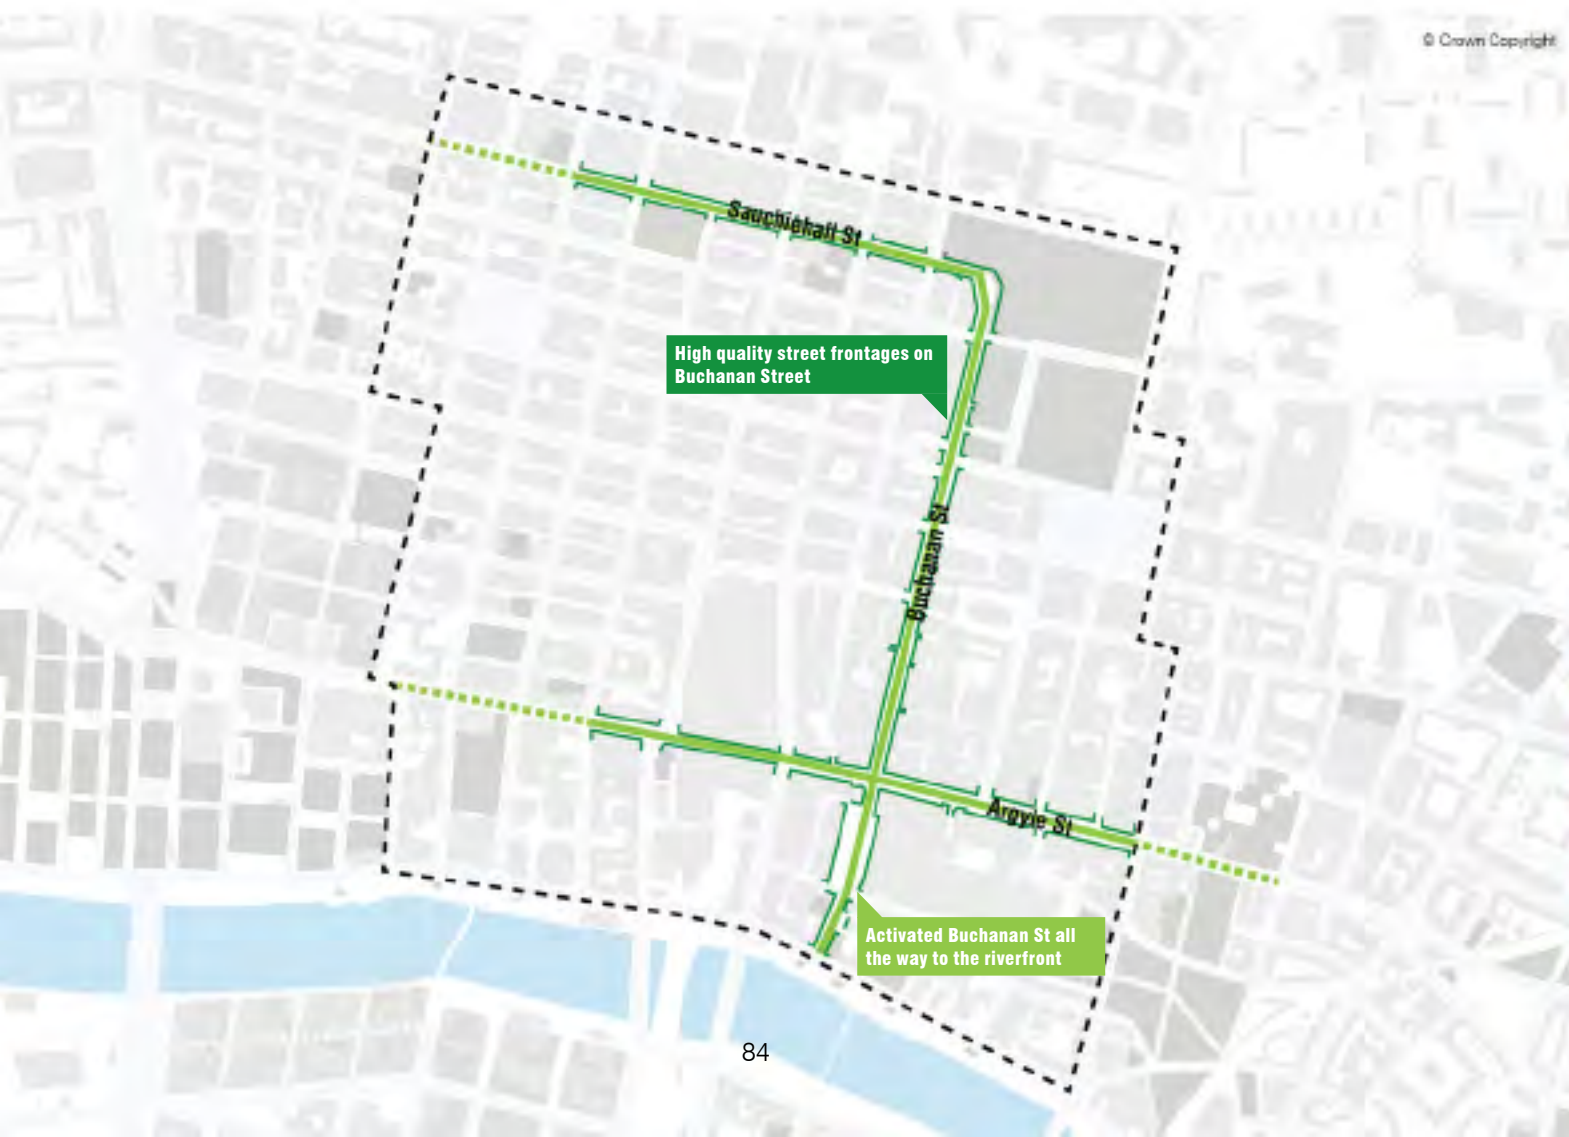 © Crown Copyright
Sauchiehall St
High quality street frontages on
Buchanan Street
Buchanan St
Argyle St
Activated Buchanan St all
the way to the riverfront
84